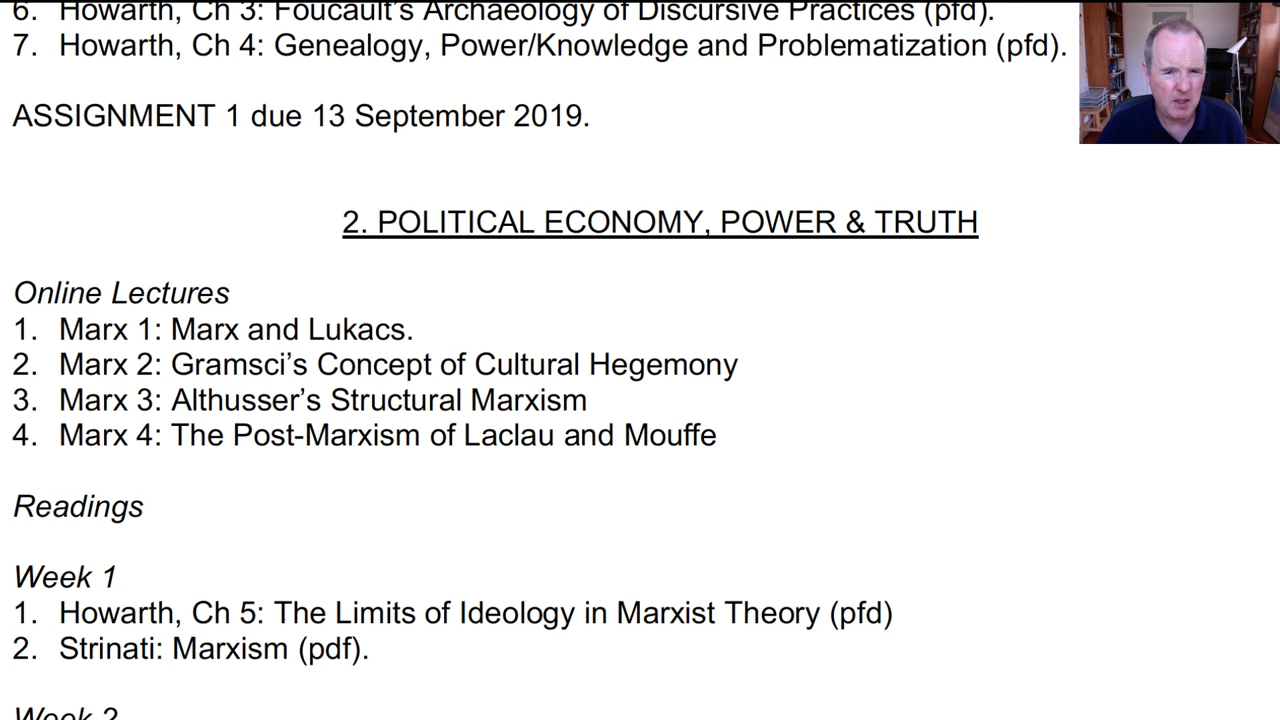 6. Howarth, Ch 3: Foucault's Archaeology of Discursive Practices (pfd).
7. Howarth, Ch 4: Genealogy, Power/Knowledge and Problematization (pfd).
ASSIGNMENT 1 due 13 September 2019.
2. POLITICAL ECONOMY, POWER & TRUTH
Online Lectures
1. Marx 1: Marx and Lukacs.
2. Marx 2: Gramsci’s Concept of Cultural Hegemony
3. Marx 3: Althusser’s Structural Marxism
4. Marx 4: The Post-Marxism of Laclau and Mouffe
Readings
Week 1
1. Howarth, Ch 5: The Limits of Ideology in Marxist Theory (pfd)
2. Strinati: Marxism (pdf).
Week 2